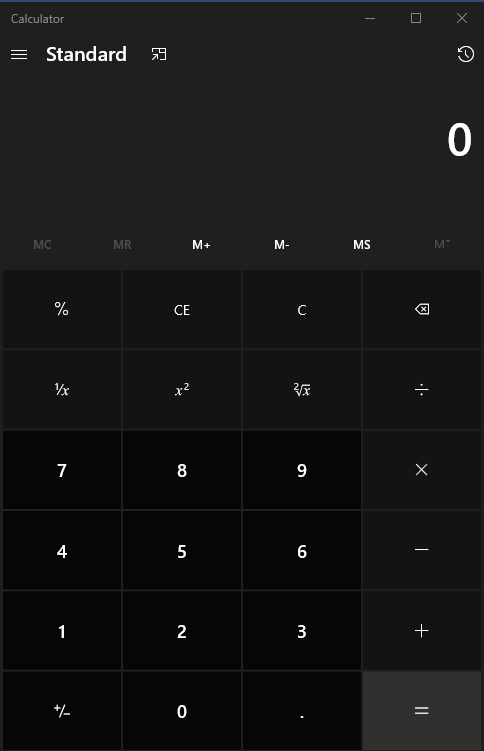 Calculator
Standard
0
MC MR M+ M- MS M˅
% CE C
¹/x x² ²√x ÷
7 8 9 ×
4 5 6 −
1 2 3 +
+/− 0 . =